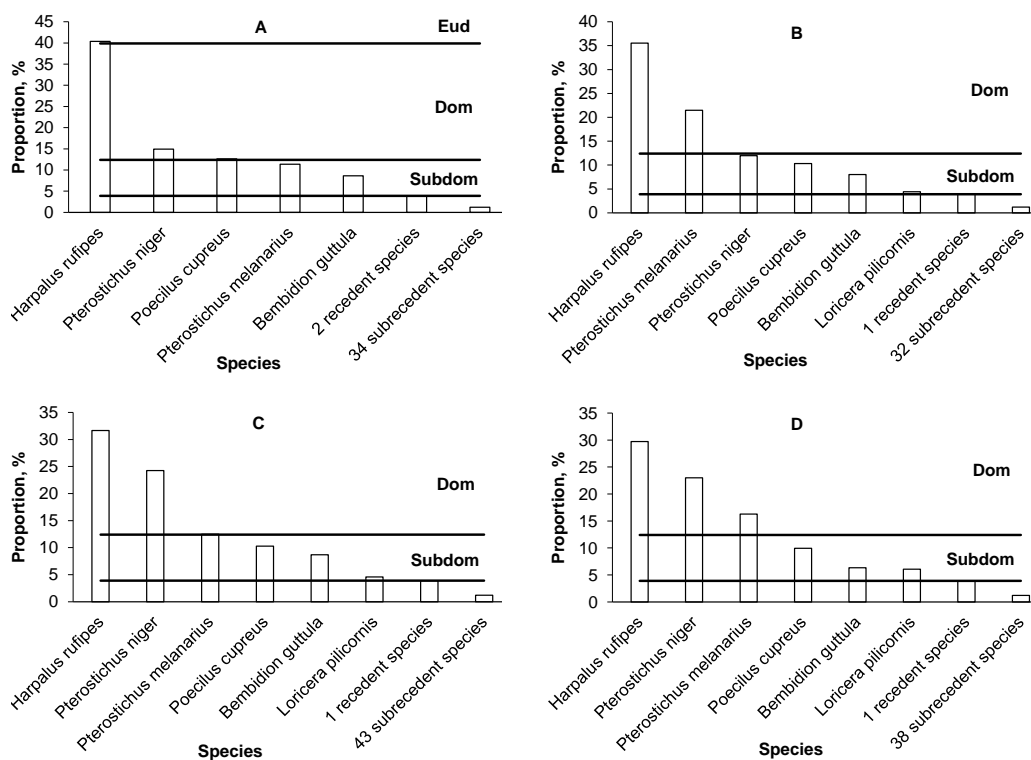 A
Eud
Dom
Subdom
Proportion, %
45
40
35
30
25
20
15
10
5
0
Harpalus rufipes
Pterostichus niger
Poecilus cupreus
Pterostichus melanarius
Bembidion guttula
2 recedent species
34 subrecedent species
Species
B
Dom
Subdom
Proportion, %
40
35
30
25
20
15
10
5
0
Harpalus rufipes
Pterostichus melanarius
Pterostichus niger
Poecilus cupreus
Bembidion guttula
Loricera pilicornis
1 recedent species
32 subrecedent species
Species
C
Dom
Subdom
Proportion, %
35
30
25
20
15
10
5
0
Harpalus rufipes
Pterostichus niger
Pterostichus melanarius
Poecilus cupreus
Bembidion guttula
Loricera pilicornis
1 recedent species
43 subrecedent species
Species
D
Dom
Subdom
Proportion, %
35
30
25
20
15
10
5
0
Harpalus rufipes
Pterostichus niger
Pterostichus melanarius
Poecilus cupreus
Bembidion guttula
Loricera pilicornis
1 recedent species
38 subrecedent species
Species